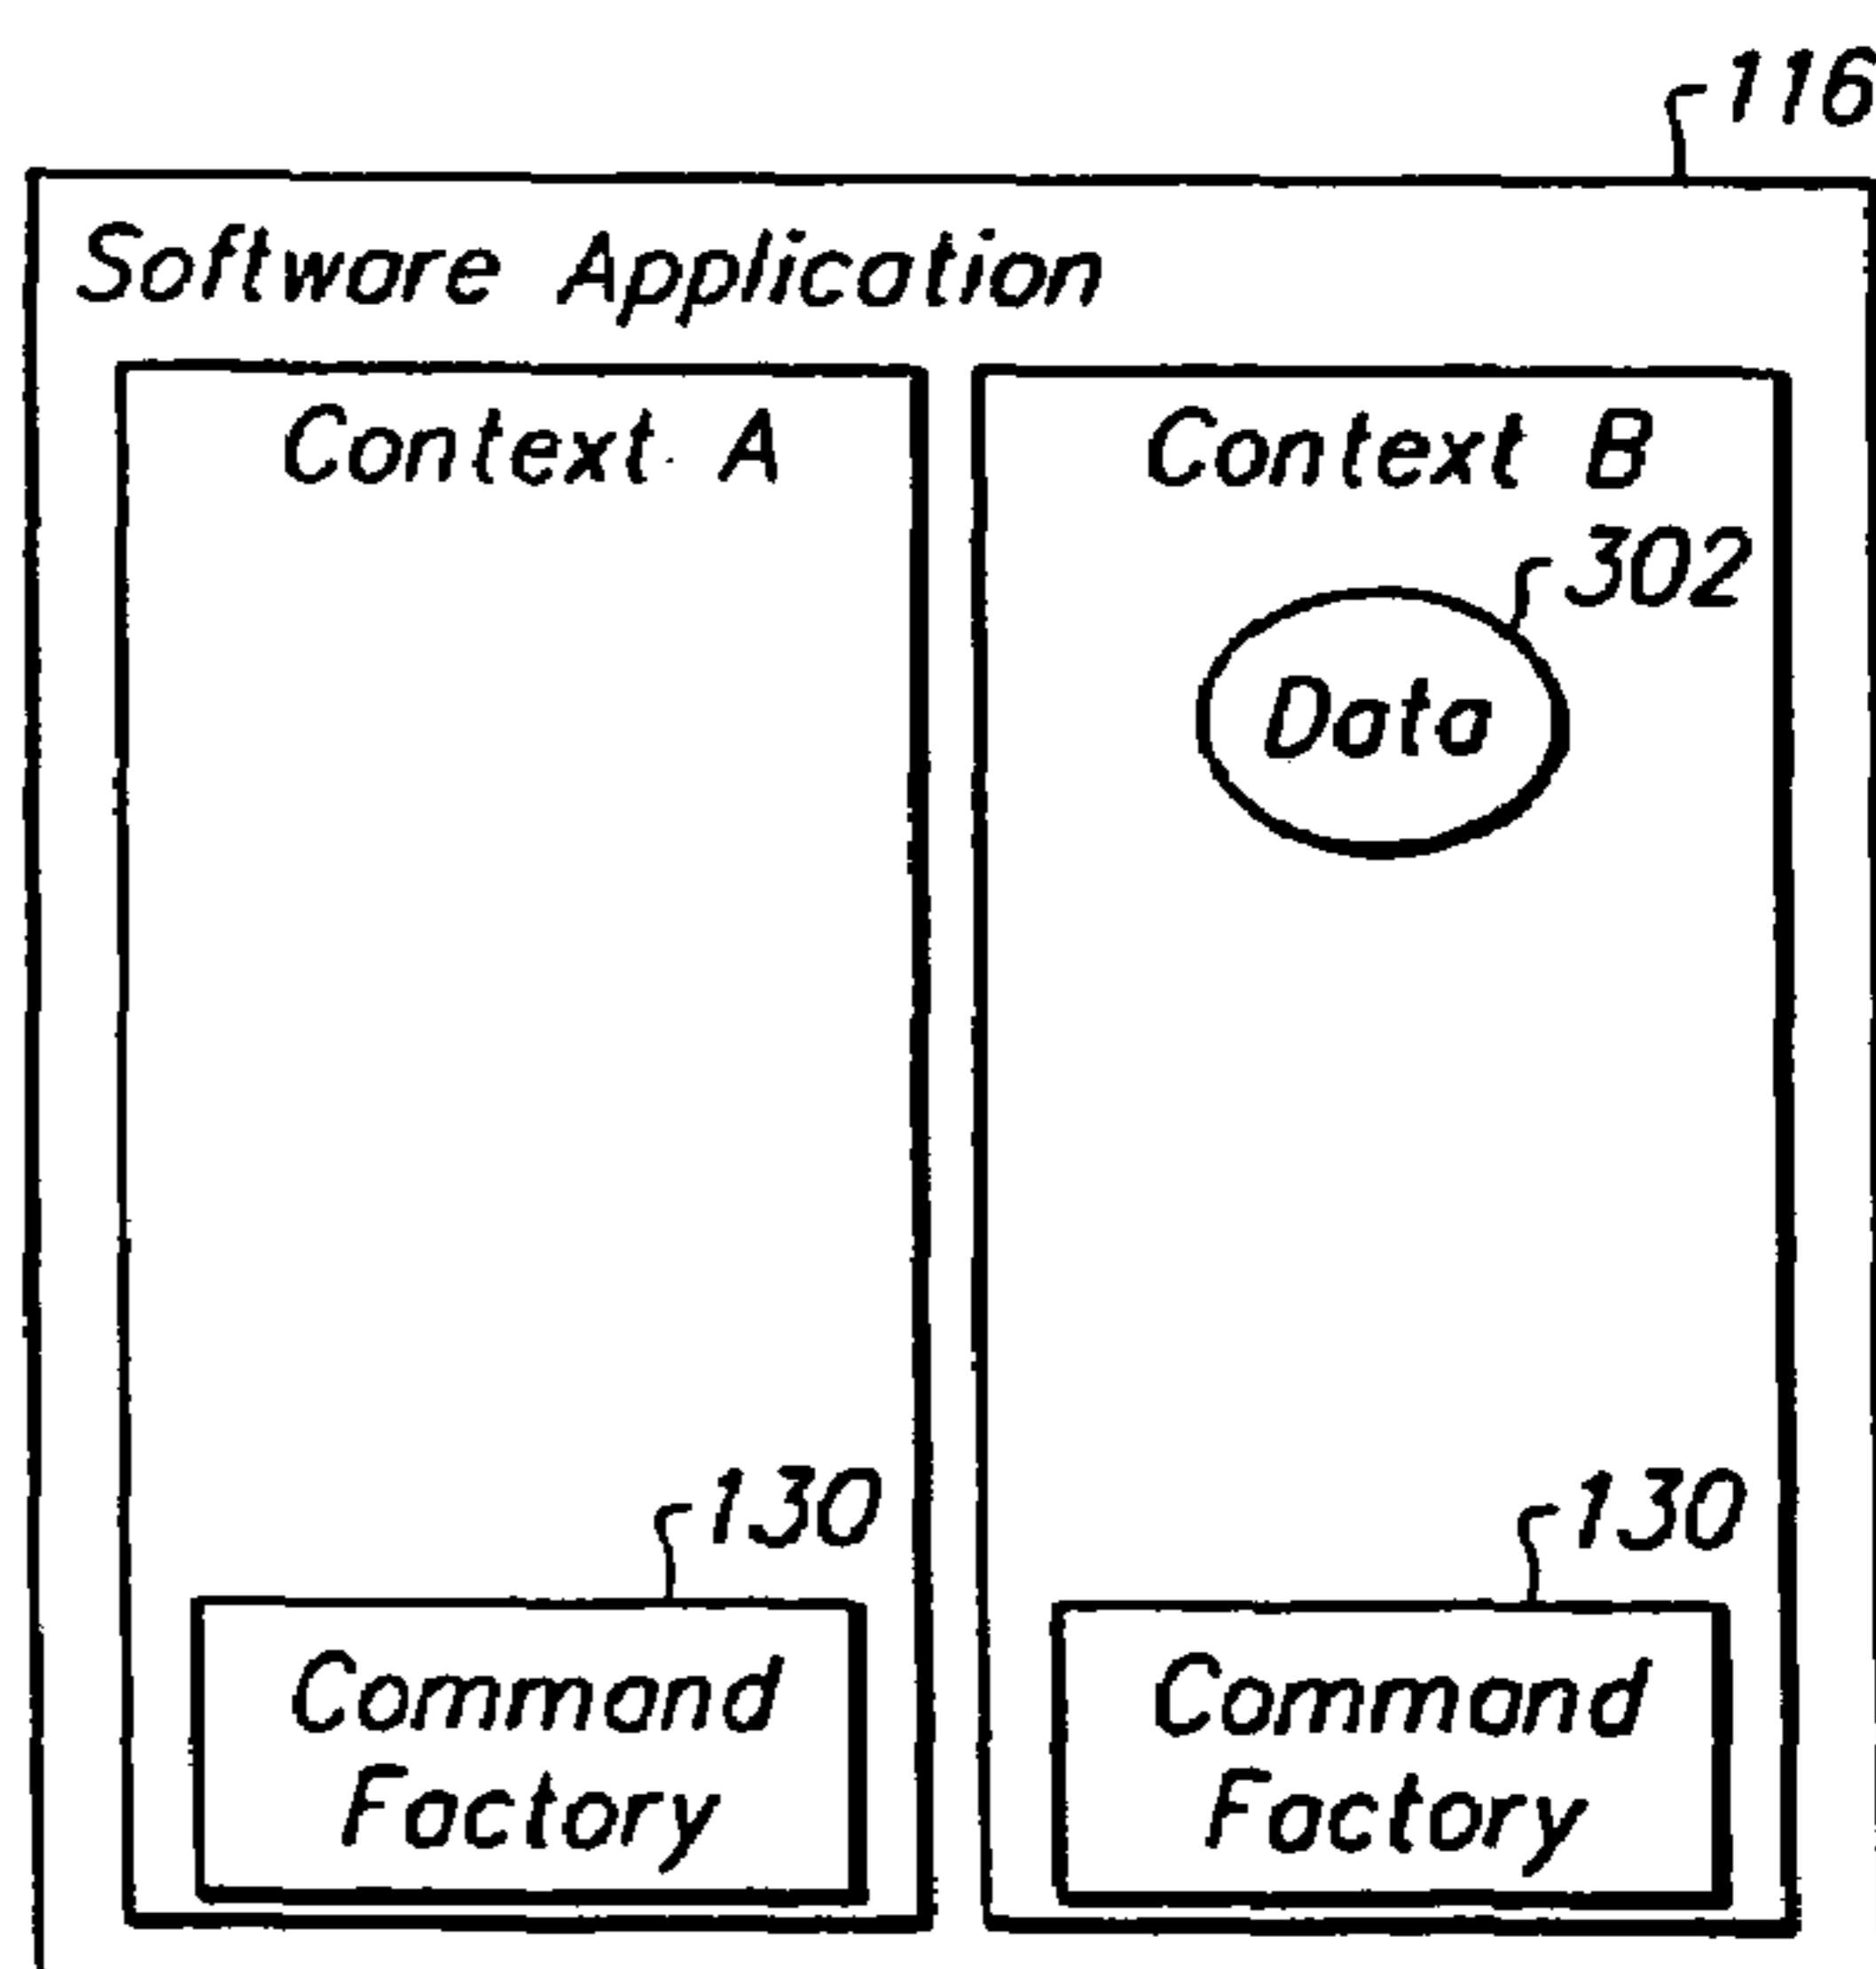 116
Software Application
Context A
Context B
302
Data
130
130
Command
Factory
Command
Factory